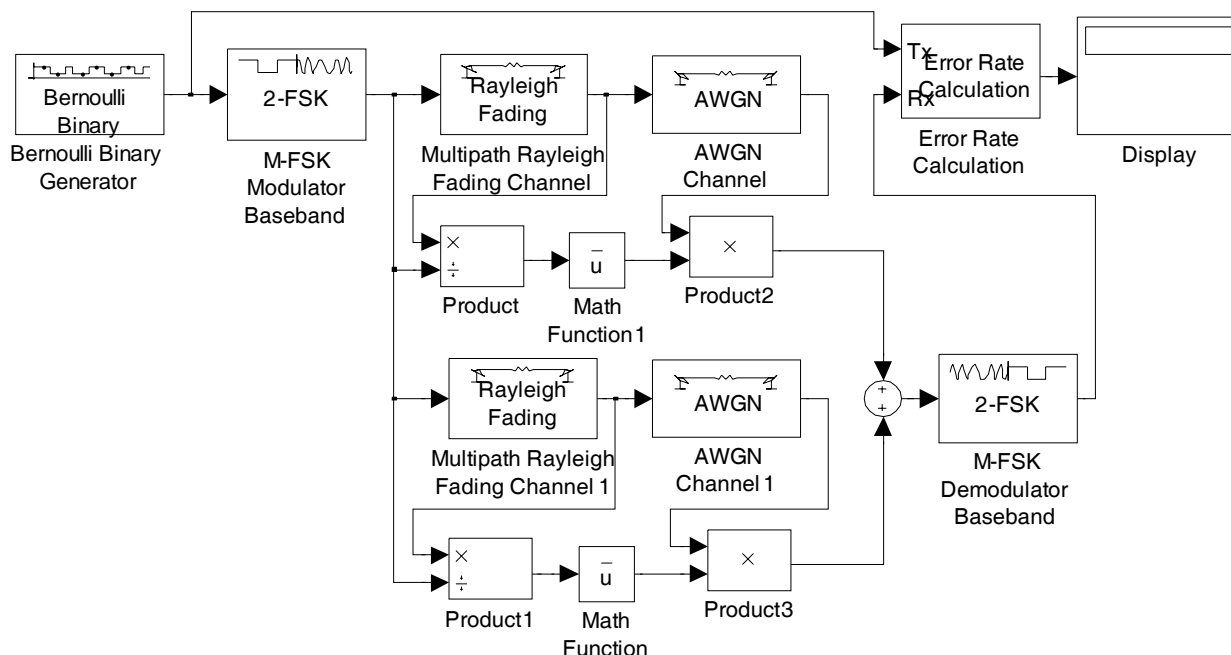 Bernoulli
Binary
Bernoulli Binary
Generator
2-FSK
M-FSK
Modulator
Baseband
Rayleigh
Fading
Multipath Rayleigh
Fading Channel
AWGN
AWGN
Channel
Tx
Rx
Error Rate
Calculation
Error Rate
Calculation
Display
×
÷
Product
u
Math
Function1
×
Product2
Rayleigh
Fading
Multipath Rayleigh
Fading Channel 1
AWGN
AWGN
Channel 1
+
+
2-FSK
M-FSK
Demodulator
Baseband
×
÷
Product1
u
Math
Function
×
Product3